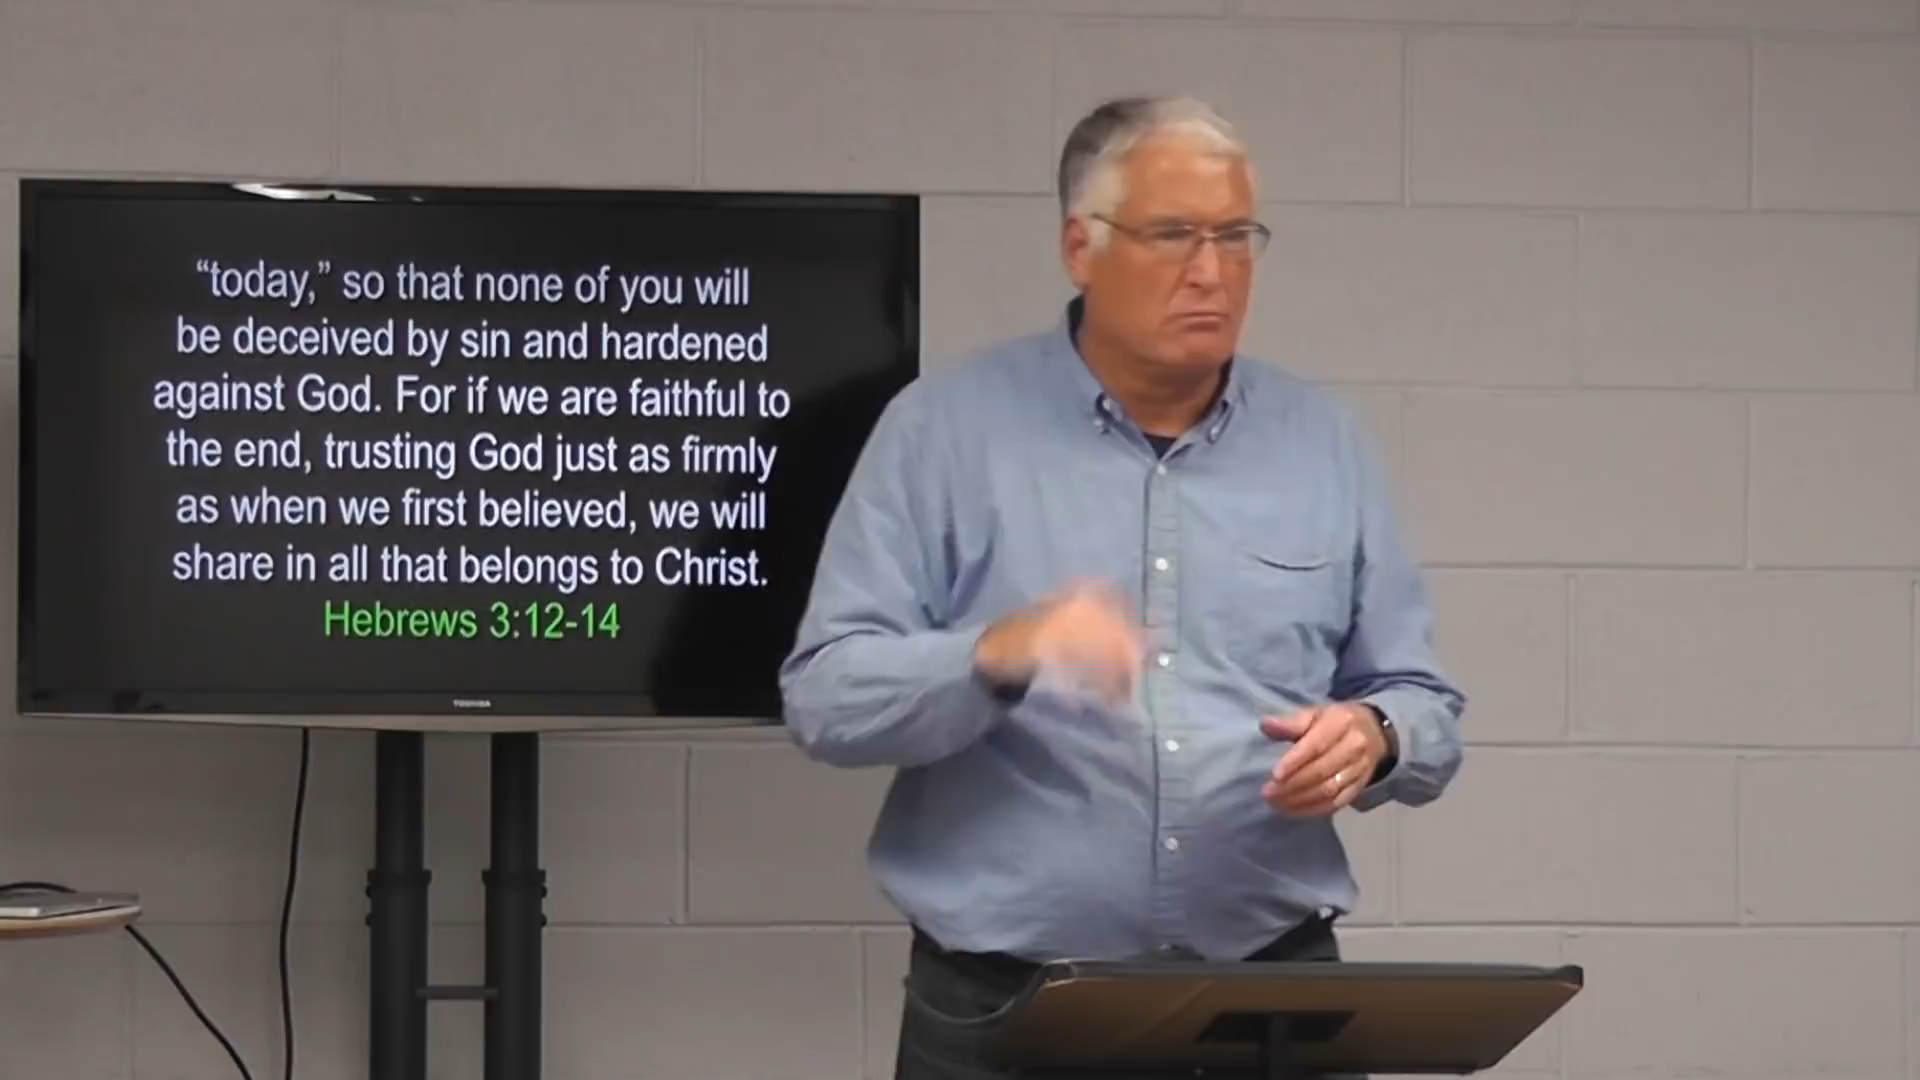 “today,” so that none of you will
be deceived by sin and hardened
against God. For if we are faithful to
the end, trusting God just as firmly
as when we first believed, we will
share in all that belongs to Christ.
Hebrews 3:12-14
TOSHIBA